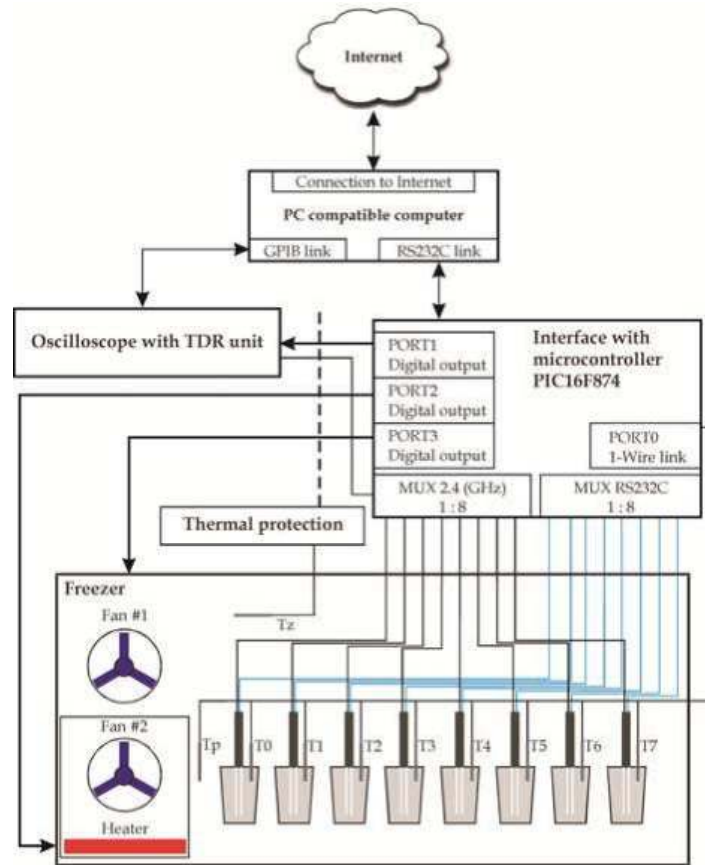 Internet
Connection to Internet
PC compatible computer
GPIB link
RS232C link
Oscilloscope with TDR unit
PORT1
Digital output
PORT2
Digital output
PORT3
Digital output
Interface with
microcontroller
PIC16F874
PORT0
1-Wire link
MUX 2.4 (GHz)
1 : 8
MUX RS232C
1 : 8
Thermal protection
Freezer
Fan #1
Tz
Fan #2
Heater
Tp
T0
T1
T2
T3
T4
T5
T6
T7